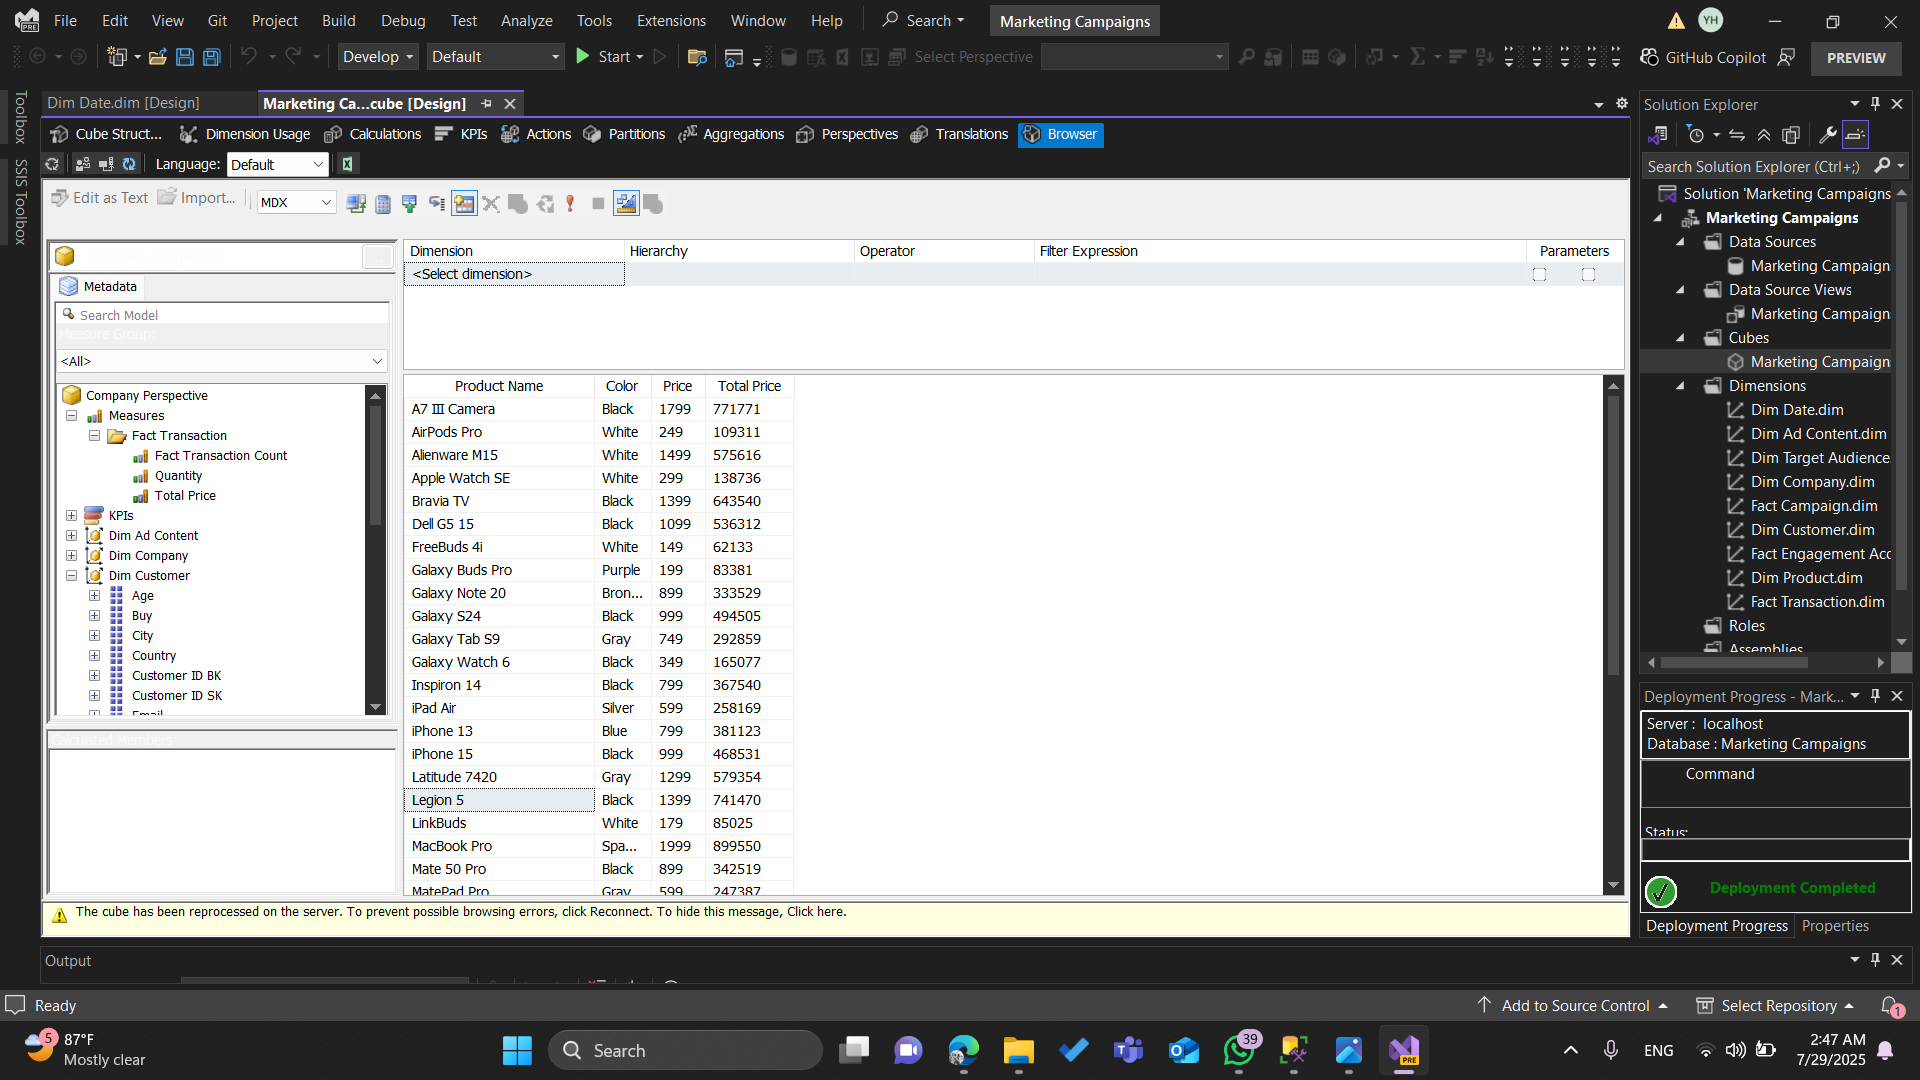 File Edit View Git Project Build Debug Test Analyze Tools Extensions Window Help Search Marketing Campaigns YH
Develop Default Start Select Perspective GitHub Copilot PREVIEW
Toolbox
SSIS Toolbox
Dim Date.dim [Design] Marketing Ca...cube [Design]
Cube Struct... Dimension Usage Calculations KPIs Actions Partitions Aggregations Perspectives Translations Browser
Language: Default
Edit as Text Import... MDX
Company Perspective
Metadata
Search Model
Measure Group:
<All>
Company Perspective
Measures
Fact Transaction
Fact Transaction Count
Quantity
Total Price
KPIs
Dim Ad Content
Dim Company
Dim Customer
Age
Buy
City
Country
Customer ID BK
Customer ID SK
Email
Calculated Members
Dimension Hierarchy Operator Filter Expression Parameters
<Select dimension>
Product Name Color Price Total Price
A7 III Camera Black 1799 771771
AirPods Pro White 249 109311
Alienware M15 White 1499 575616
Apple Watch SE White 299 138736
Bravia TV Black 1399 643540
Dell G5 15 Black 1099 536312
FreeBuds 4i White 149 62133
Galaxy Buds Pro Purple 199 83381
Galaxy Note 20 Bron... 899 333529
Galaxy S24 Black 999 494505
Galaxy Tab S9 Gray 749 292859
Galaxy Watch 6 Black 349 165077
Inspiron 14 Black 799 367540
iPad Air Silver 599 258169
iPhone 13 Blue 799 381123
iPhone 15 Black 999 468531
Latitude 7420 Gray 1299 579354
Legion 5 Black 1399 741470
LinkBuds White 179 85025
MacBook Pro Spa... 1999 899550
Mate 50 Pro Black 899 342519
MatePad Pro Gray 599 247387
The cube has been reprocessed on the server. To prevent possible browsing errors, click Reconnect. To hide this message, Click here.
Output
Solution Explorer
Search Solution Explorer (Ctrl+;)
Solution 'Marketing Campaigns
Marketing Campaigns
Data Sources
Marketing Campaign
Data Source Views
Marketing Campaign
Cubes
Marketing Campaign
Dimensions
Dim Date.dim
Dim Ad Content.dim
Dim Target Audience
Dim Company.dim
Fact Campaign.dim
Dim Customer.dim
Fact Engagement Acc
Dim Product.dim
Fact Transaction.dim
Roles
Assemblies
Deployment Progress - Mark...
Server : localhost
Database : Marketing Campaigns
Command
Status:
Deployment Completed
Deployment Progress Properties
Ready Add to Source Control Select Repository 1
5 87°F
Mostly clear
Search
39
PRE
ENG
2:47 AM
7/29/2025